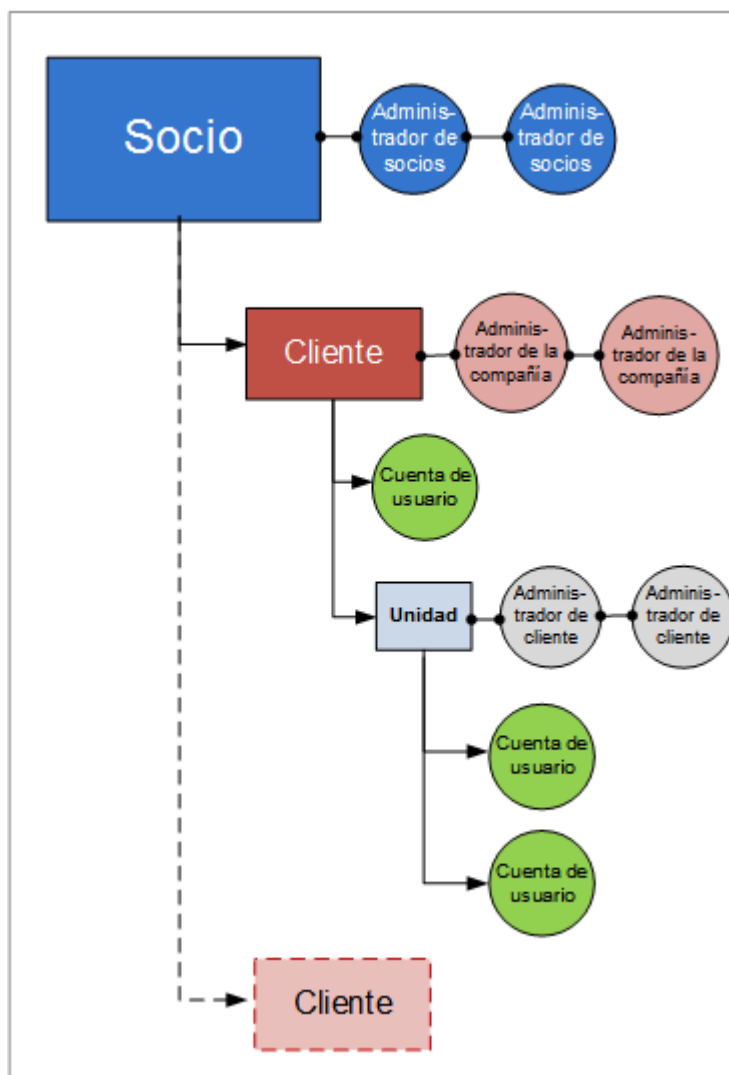 Socio
Adminis-
trador de
socios
Adminis-
trador de
socios
Cliente
Adminis-
trador de la
compañía
Adminis-
trador de la
compañía
Cuenta de
usuario
Unidad
Adminis-
trador de
cliente
Adminis-
trador de
cliente
Cuenta de
usuario
Cuenta de
usuario
Cliente